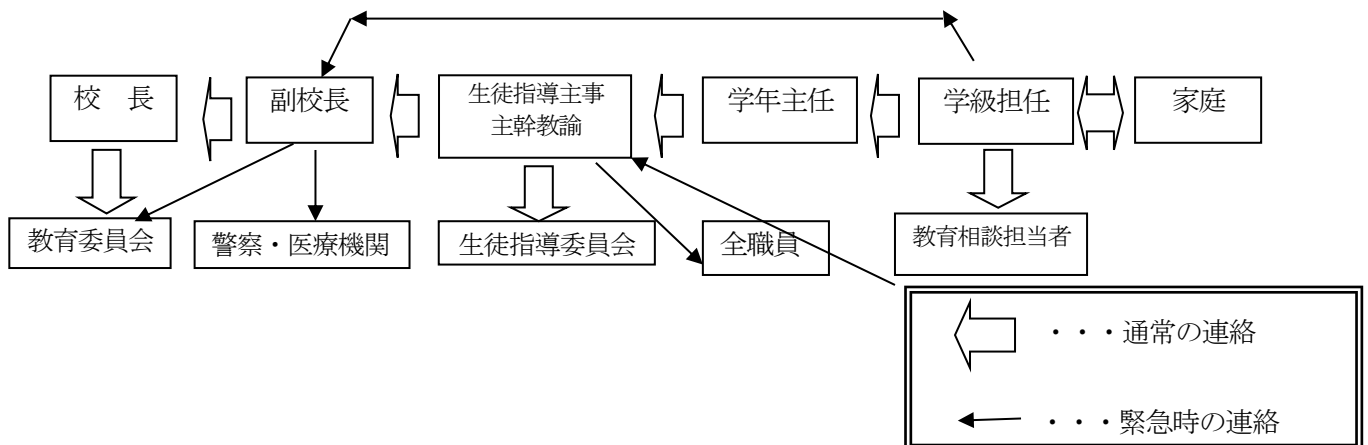 校　長
副校長
生徒指導主事
主幹教諭
学年主任
学級担任
家庭
教育委員会
警察・医療機関
生徒指導委員会
全職員
教育相談担当者
・・・通常の連絡
・・・緊急時の連絡